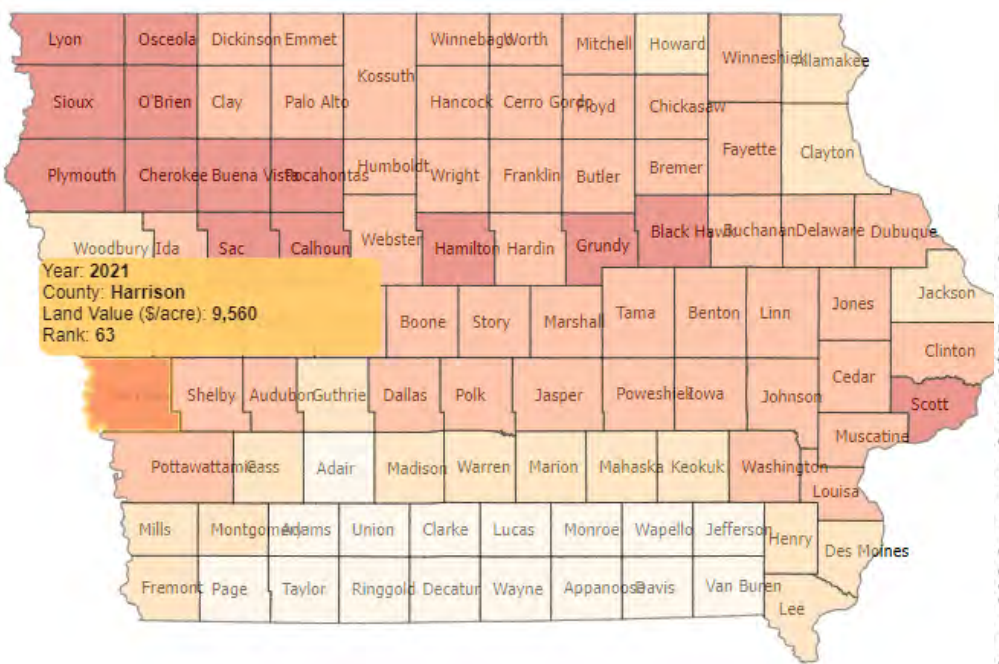 Lyon Osceola Dickinson Emmet Winnebago Worth Mitchell Howard Winneshiek Allamakee
Kossuth
Sioux O'Brien Clay Palo Alto Hancock Cerro Gordo Floyd Chickasaw
Fayette Clayton
Plymouth Cherokee Buena Vista Pocahontas Humboldt Wright Franklin Butler Bremer
Woodbury Ida Sac Calhoun Webster Hamilton Hardin Grundy Black Hawk Buchanan Delaware Dubuque
Year: 2021
County: Harrison
Land Value ($/acre): 9,560
Rank: 63
Boone Story Marshall Tama Benton Linn Jones Jackson
Clinton
Shelby Audubon Guthrie Dallas Polk Jasper Poweshiek Iowa Johnson Cedar Scott
Muscatine
Pottawattamie Cass Adair Madison Warren Marion Mahaska Keokuk Washington
Louisa
Mills Montgomery Adams Union Clarke Lucas Monroe Wapello Jefferson Henry Des Moines
Fremont Page Taylor Ringgold Decatur Wayne Appanoose Davis Van Buren
Lee